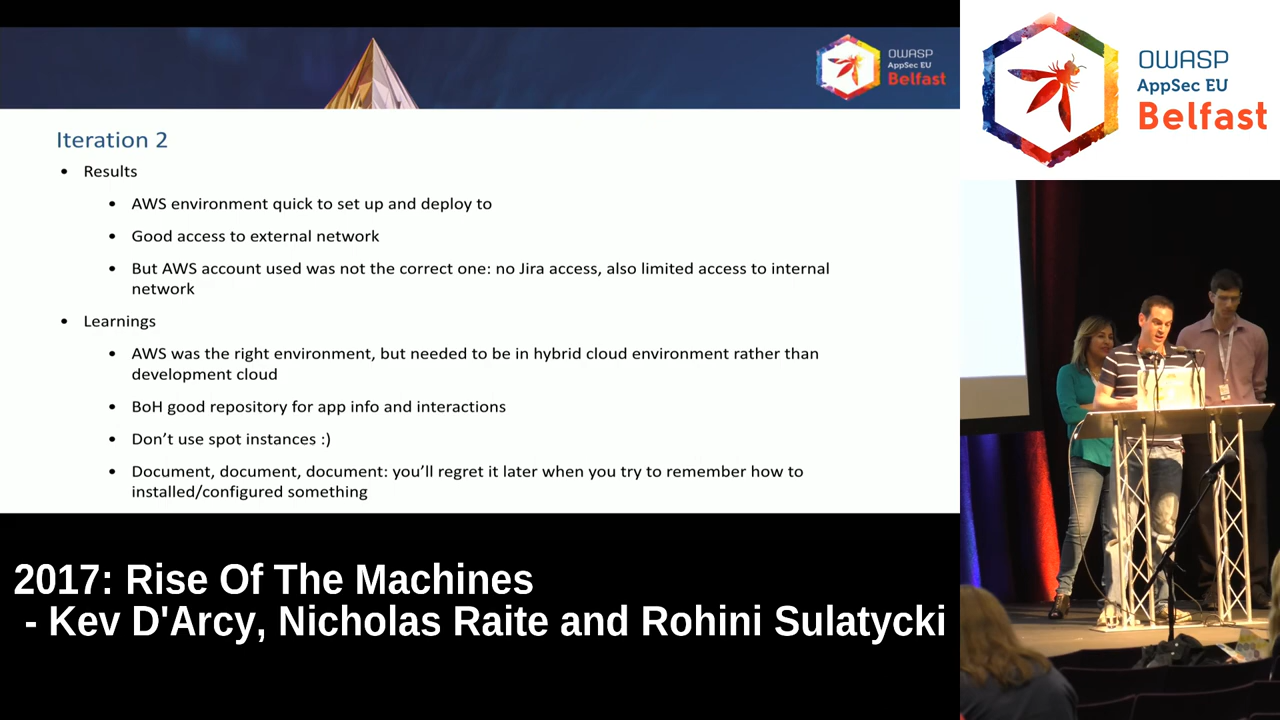 OWASP
AppSec EU
Belfast
Iteration 2
• Results
• AWS environment quick to set up and deploy to
• Good access to external network
• But AWS account used was not the correct one: no Jira access, also limited access to internal
network
• Learnings
• AWS was the right environment, but needed to be in hybrid cloud environment rather than
development cloud
• BoH good repository for app info and interactions
• Don’t use spot instances :)
• Document, document, document: you’ll regret it later when you try to remember how to
installed/configured something
OWASP
AppSec EU
Belfast
2017: Rise Of The Machines
- Kev D'Arcy, Nicholas Raite and Rohini Sulatycki